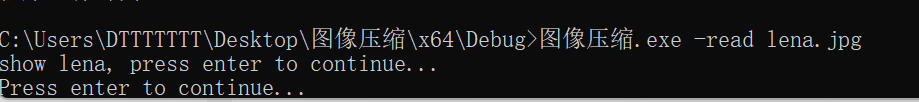 C:\Users\DTTTTTTT\Desktop\图像压缩\x64\Debug>图像压缩.exe -read lena.jpg
show lena, press enter to continue...
Press enter to continue...